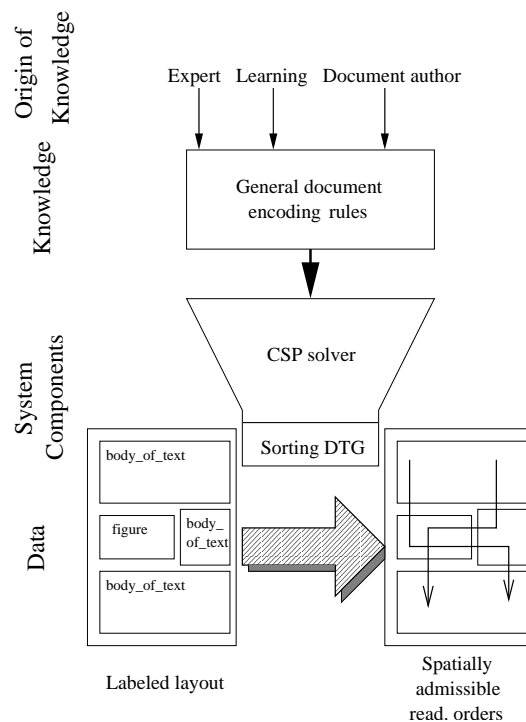 Origin of
Knowledge
Expert
Learning
Document author
Knowledge
General document
encoding rules
System
Components
CSP solver
Sorting DTG
Data
body_of_text
figure
body_
of_text
body_of_text
Labeled layout
Spatially
admissible
read. orders